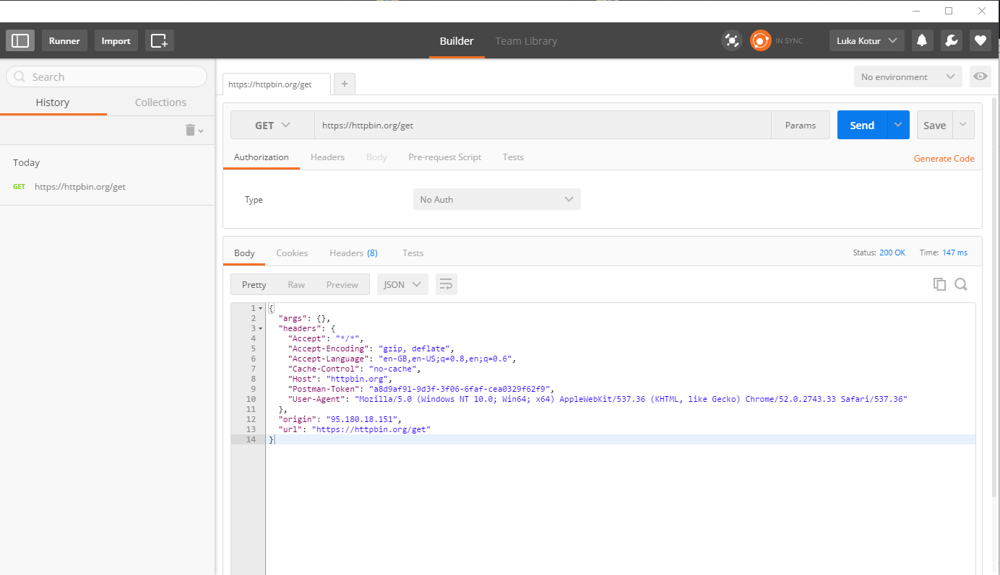 Runner Import Builder Team Library IN SYNC Luka Kotur
Search
History Collections
Today
GET https://httpbin.org/get
https://httpbin.org/get + No environment
GET https://httpbin.org/get Params Send Save
Authorization Headers Body Pre-request Script Tests Generate Code
Type No Auth
Body Cookies Headers (8) Tests Status: 200 OK Time: 147 ms
Pretty Raw Preview JSON
1 {
2 "args": {},
3 "headers": {
4 "Accept": "*/*",
5 "Accept-Encoding": "gzip, deflate",
6 "Accept-Language": "en-GB,en-US;q=0.8,en;q=0.6",
7 "Cache-Control": "no-cache",
8 "Host": "httpbin.org",
9 "Postman-Token": "a8d9af91-9d3f-3f06-6faf-cea0329f62f9",
10 "User-Agent": "Mozilla/5.0 (Windows NT 10.0; Win64; x64) AppleWebKit/537.36 (KHTML, like Gecko) Chrome/52.0.2743.33 Safari/537.36"
11 },
12 "origin": "95.180.18.151",
13 "url": "https://httpbin.org/get"
14 }